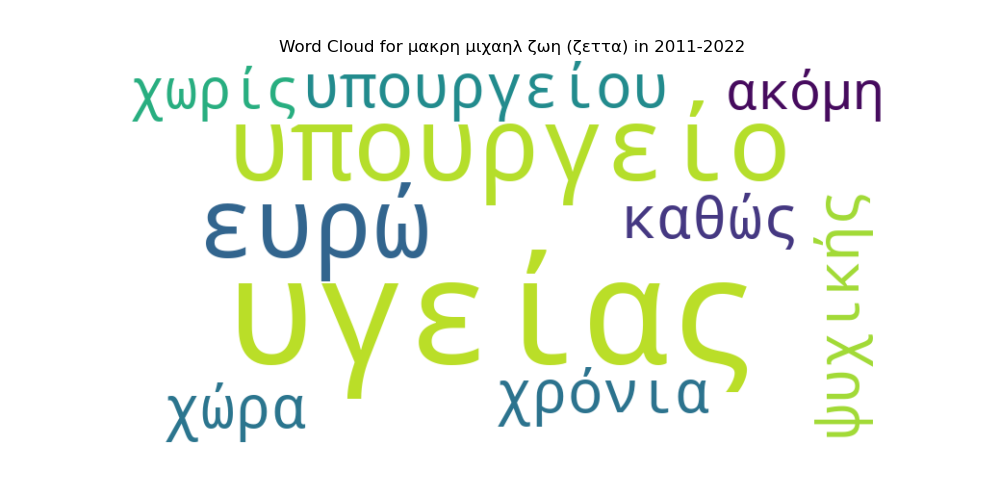 Word Cloud for μακρη μιχαηλ ζωη (ζεττα) in 2011-2022
χωρίς υπουργείου ακόμη
υπουργείο
ευρώ καθώς
ψυχικής
υγείας
χώρα χρόνια